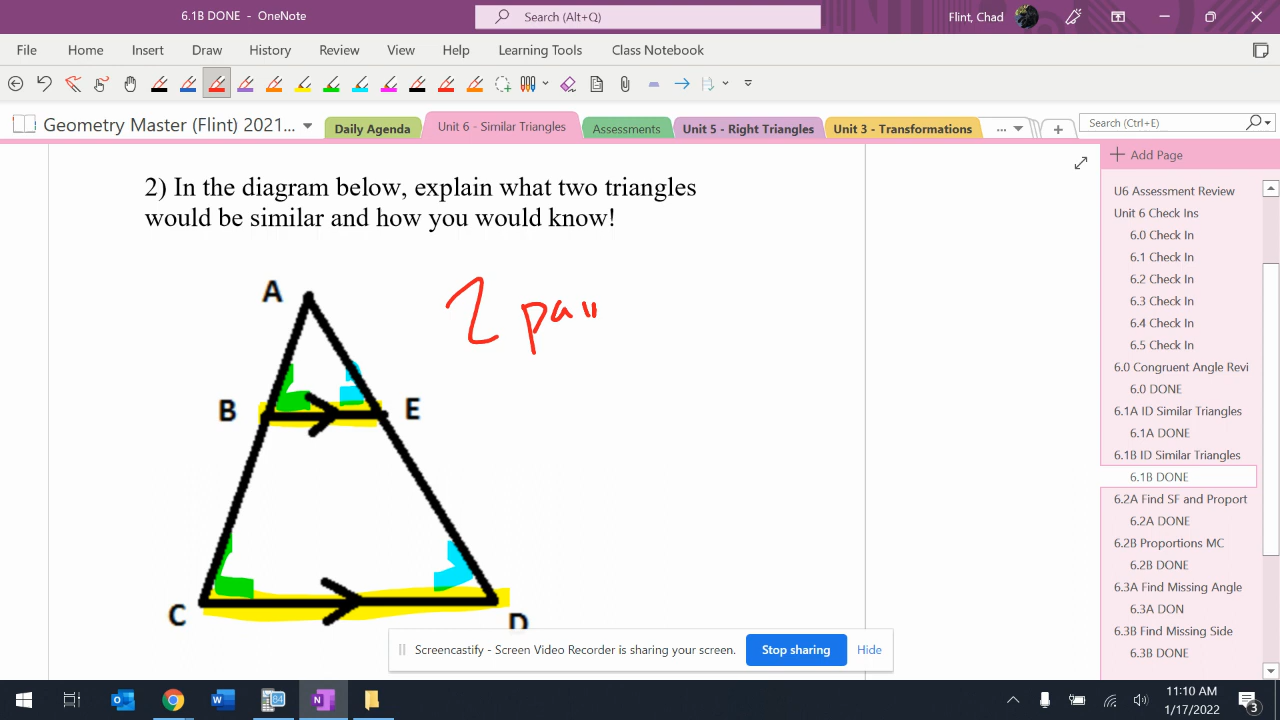 6.1B DONE - OneNote
Search (Alt+Q)
Flint, Chad
File Home Insert Draw History Review View Help Learning Tools Class Notebook
Geometry Master (Flint) 2021...
Daily Agenda
Unit 6 - Similar Triangles
Assessments
Unit 5 - Right Triangles
Unit 3 - Transformations
...
Search (Ctrl+E)
2) In the diagram below, explain what two triangles
would be similar and how you would know!
A
2
B
E
C
D
Add Page
U6 Assessment Review
Unit 6 Check Ins
6.0 Check In
6.1 Check In
6.2 Check In
6.3 Check In
6.4 Check In
6.5 Check In
6.0 Congruent Angle Revi
6.0 DONE
6.1A ID Similar Triangles
6.1A DONE
6.1B ID Similar Triangles
6.1B DONE
6.2A Find SF and Proport
6.2A DONE
6.2B Proportions MC
6.2B DONE
6.3A Find Missing Angle
6.3A DON
6.3B Find Missing Side
6.3B DONE
Screencastify - Screen Video Recorder is sharing your screen.
Stop sharing
Hide
11:10 AM
1/17/2022
3